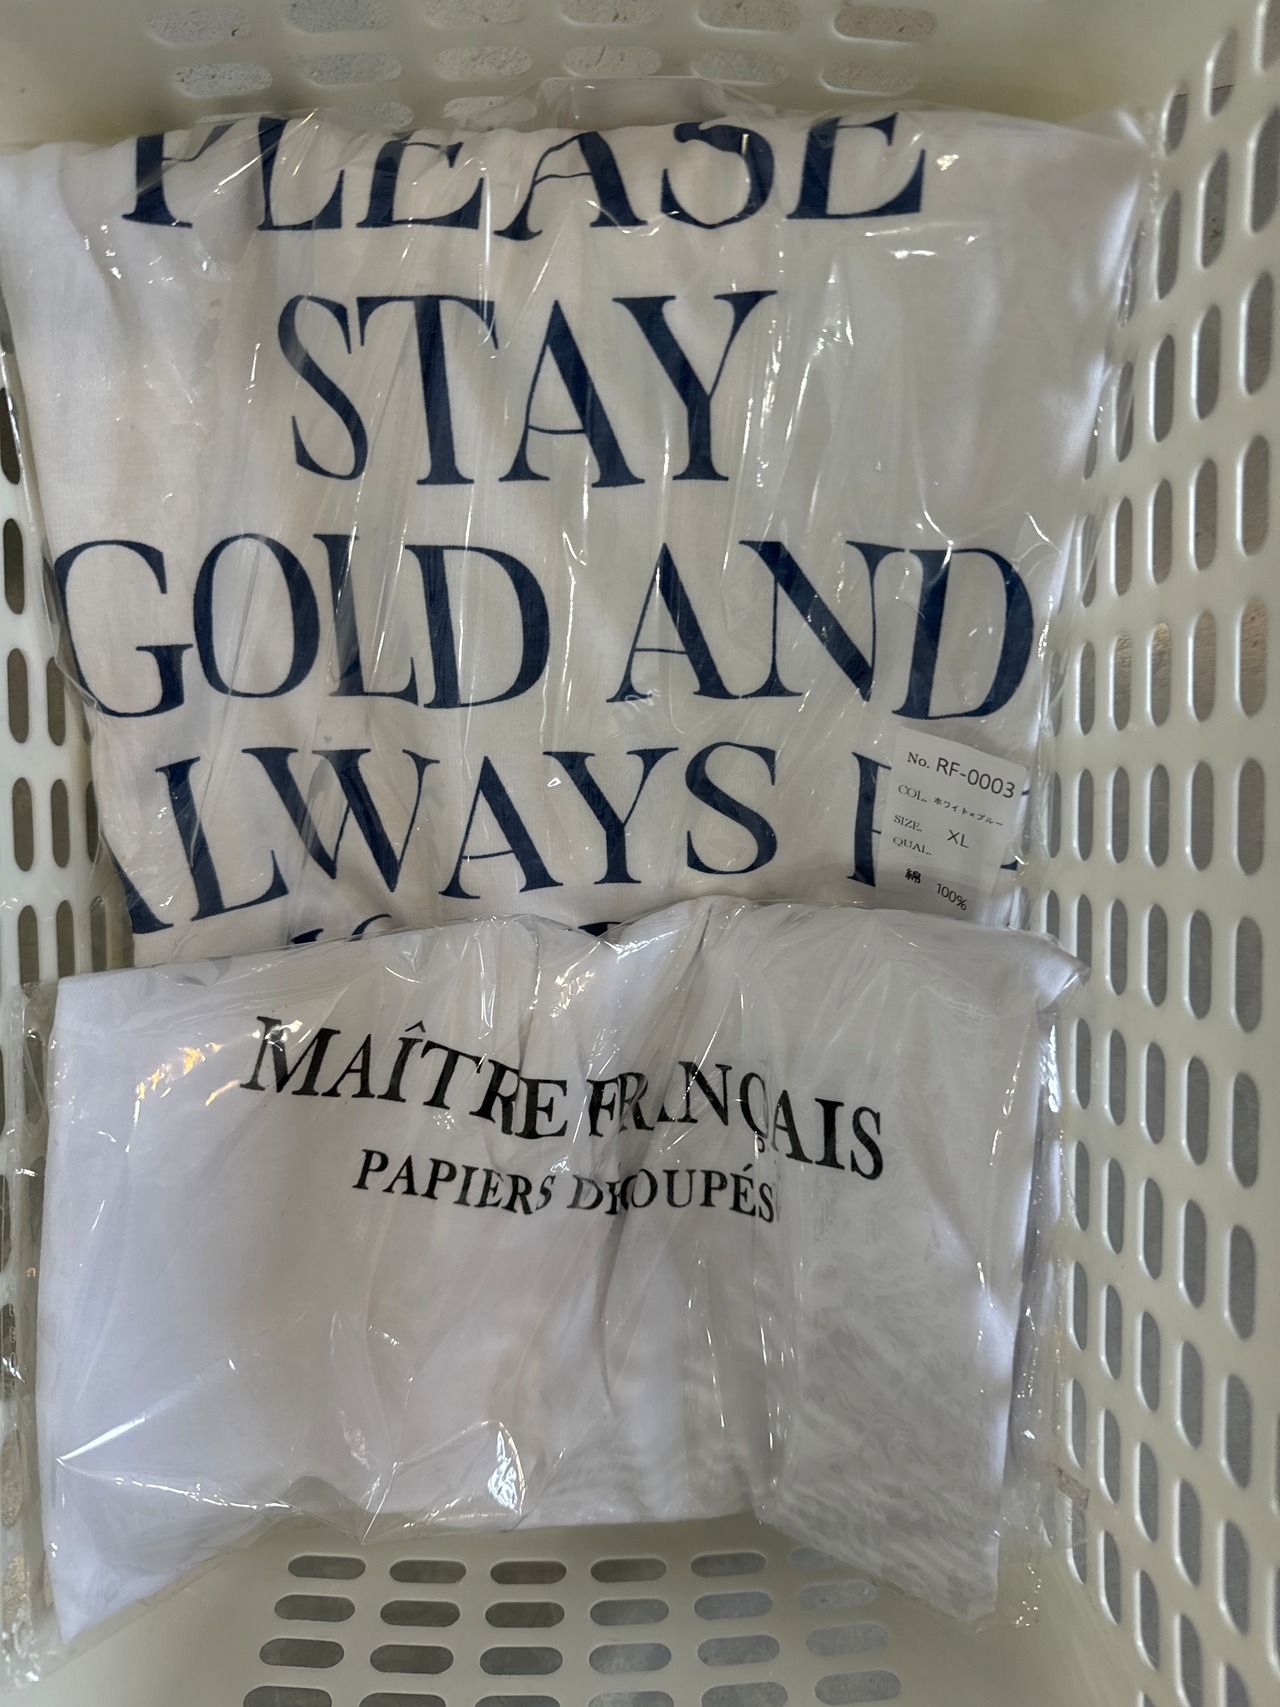 PLEASE
STAY
GOLD AND
ALWAYS
No. RF-0003
COL. ホワイト×ブルー
SIZE XL
QUAL.
綿 100%
MAÎTRE FRANÇAIS
PAPIERS DÉCOUPÉS